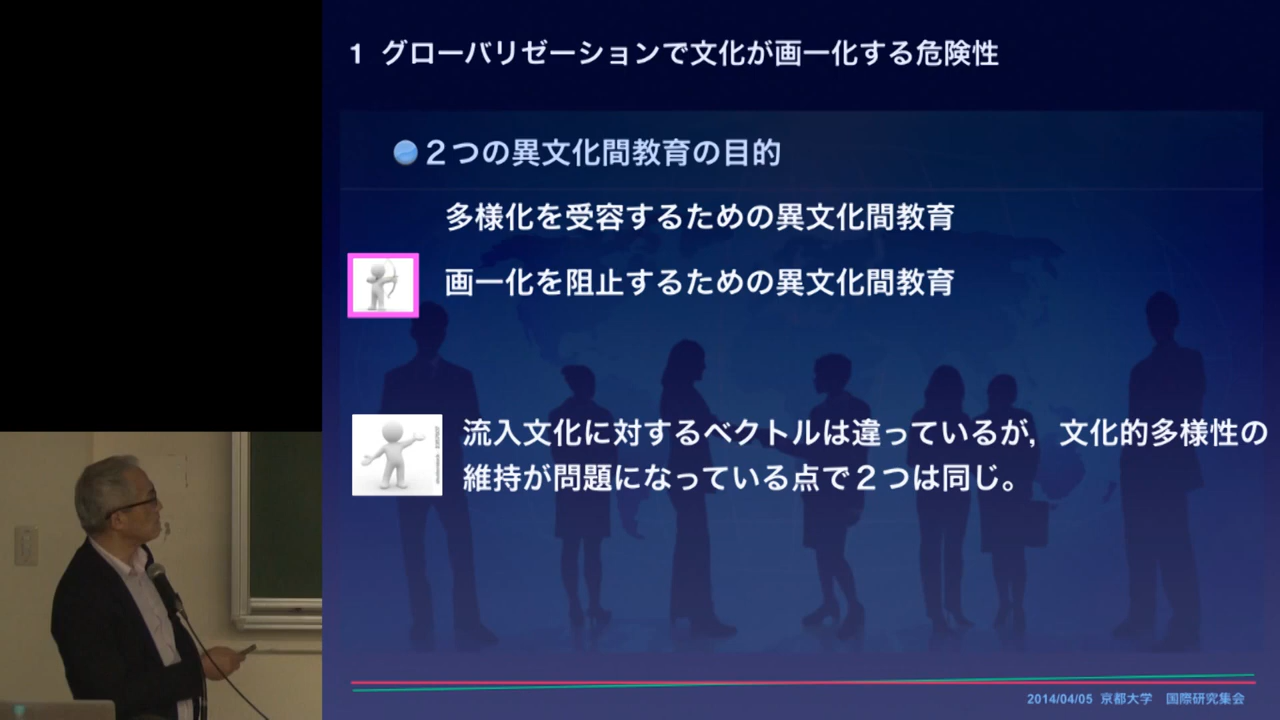 1 グローバリゼーションで文化が画一化する危険性
２つの異文化間教育の目的
多様化を受容するための異文化間教育
画一化を阻止するための異文化間教育
流入文化に対するベクトルは違っているが，文化的多様性の
維持が問題になっている点で２つは同じ。
2014/04/05 京都大学 国際研究集会